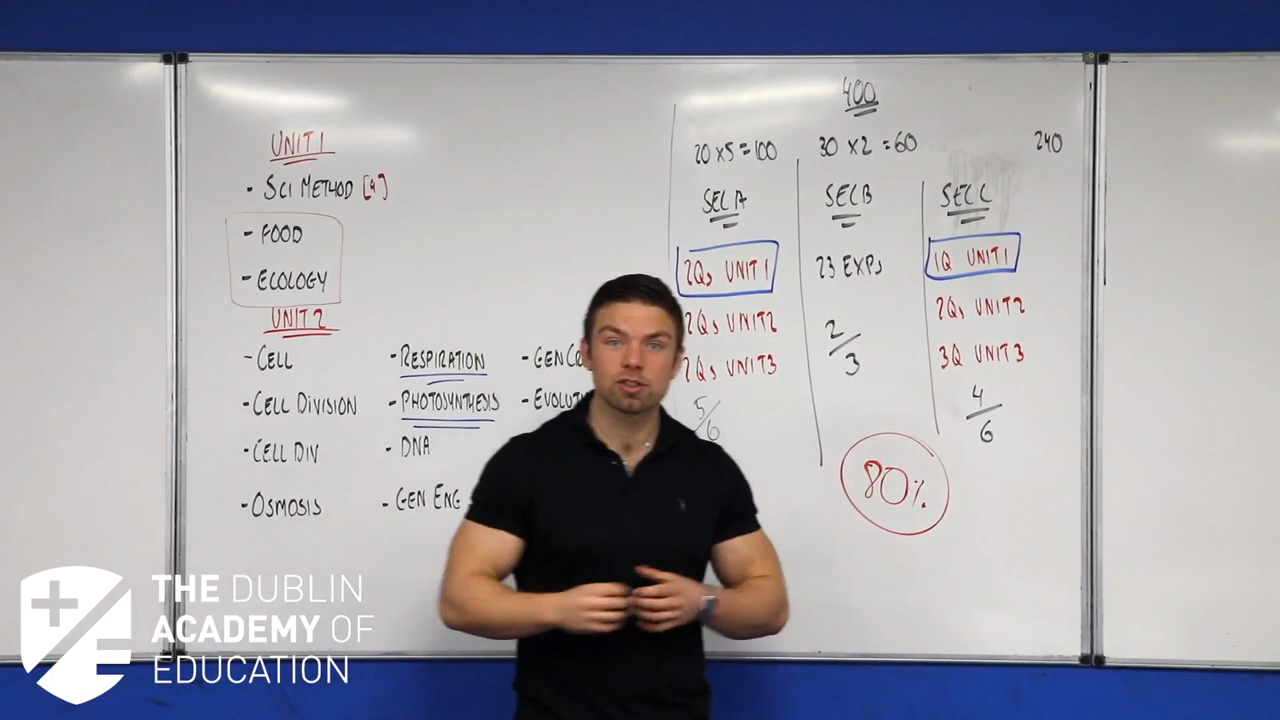 UNIT 1
- SCI METHOD [4]
- FOOD
- ECOLOGY
UNIT 2
- CELL
- CELL DIVISION
- CELL DIV
- OSMOSIS
- RESPIRATION
- PHOTOSYNTHESIS
- DNA
- GEN ENG
400
20 x 5 = 100
SEC A
2Qs UNIT 1
2Qs UNIT 2
2Qs UNIT 3
5/6
30 x 2 = 60
SEC B
23 EXPs
2/3
240
SEC C
1Q UNIT 1
2Qs UNIT 2
3Q UNIT 3
4/6
80%
THE DUBLIN
ACADEMY OF
EDUCATION